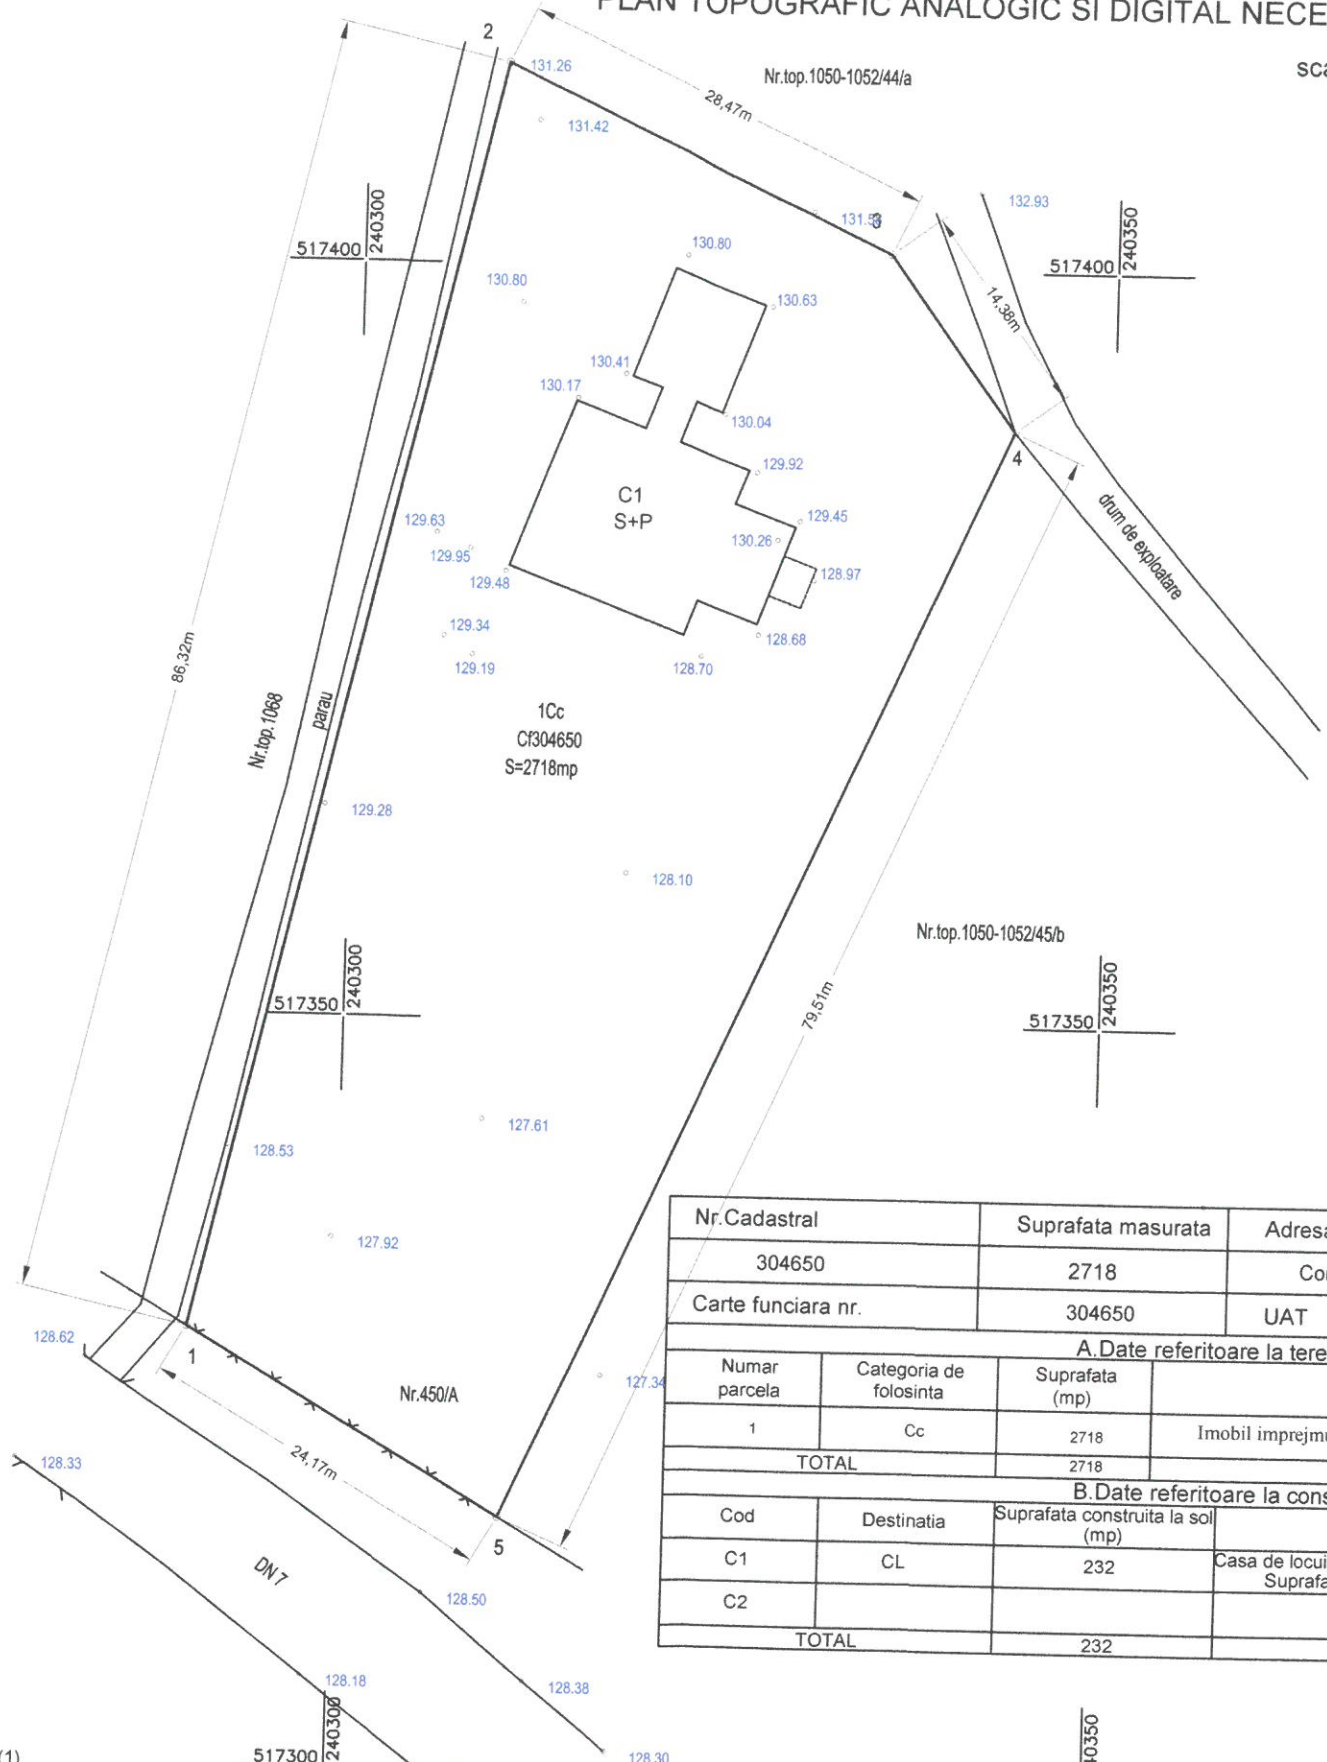 PLAN TOPOGRAFIC ANALOGIC SI DIGITAL NECE
sca
2
131.26
Nr.top.1050-1052/44/a
28,47m
131.42
132.93
3
240300
517400
240350
517400
130.80
130.80
130.63
14,38m
130.41
130.17
130.04
4
129.92
C1
S+P
129.63
129.45
130.26
129.95
129.48
128.97
drum de exploatare
129.34
128.68
129.19
128.70
86,32m
Nr.top.1068
parau
1Cc
Cf304650
S=2718mp
129.28
128.10
Nr.top.1050-1052/45/b
240300
517350
79,51m
240350
517350
127.61
128.53
127.92
Nr.Cadastral
Suprafata masurata
Adresa
304650
2718
Co
Carte funciara nr.
304650
UAT
A.Date referitoare la tere
Numar parcela
Categoria de folosinta
Suprafata (mp)
1
Cc
2718
Imobil imprejmu
TOTAL
2718
B.Date referitoare la cons
Cod
Destinatia
Suprafata construita la sol (mp)
C1
CL
232
Casa de locui
Suprafa
C2
TOTAL
232
128.62
1
127.34
Nr.450/A
128.33
24,17m
5
DN7
128.50
128.18
128.38
240300
517300
128.30
(1)